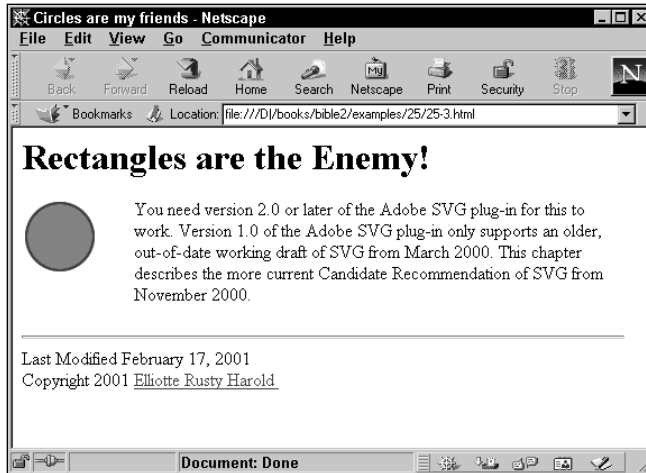 Circles are my friends - Netscape
File Edit View Go Communicator Help
Back Forward Reload Home Search Netscape Print Security Stop
My
N
Bookmarks Location: file:///D|/books/bible2/examples/25/25-3.html
Rectangles are the Enemy!
You need version 2.0 or later of the Adobe SVG plug-in for this to
work. Version 1.0 of the Adobe SVG plug-in only supports an older,
out-of-date working draft of SVG from March 2000. This chapter
describes the more current Candidate Recommendation of SVG from
November 2000.
Last Modified February 17, 2001
Copyright 2001 Elliotte Rusty Harold
Document: Done